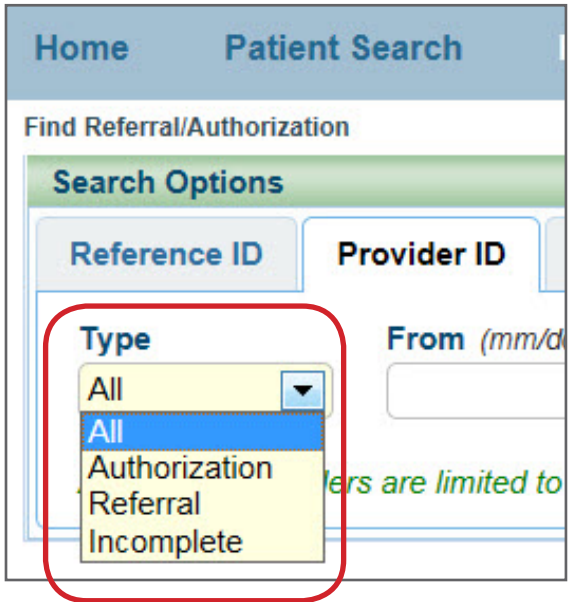 Home Patient Search
Find Referral/Authorization
Search Options
Reference ID Provider ID
Type From (mm/d
All
All
Authorization
ers are limited to
Referral
Incomplete